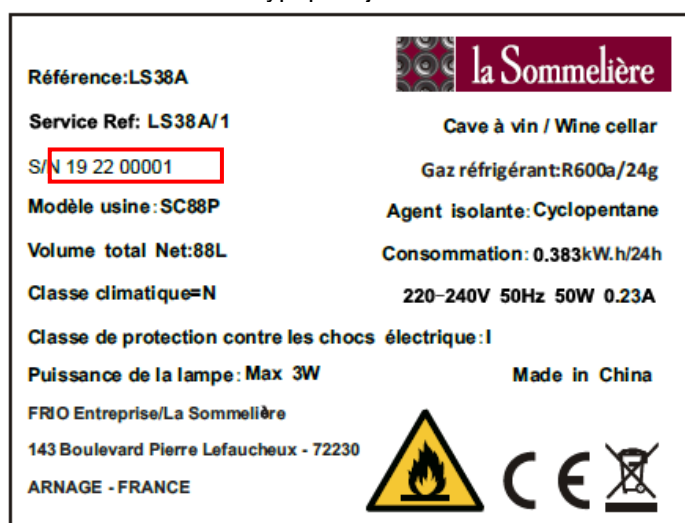 la Sommelière
Référence:LS38A
Service Ref: LS38A/1
Cave à vin / Wine cellar
S/N 19 22 00001
Gaz réfrigérant:R600a/24g
Modèle usine:SC88P
Agent isolante:Cyclopentane
Volume total Net:88L
Consommation:0.383kW.h/24h
Classe climatique=N
220-240V 50Hz 50W 0.23A
Classe de protection contre les chocs électrique:I
Puissance de la lampe:Max 3W
Made in China
FRIO Entreprise/La Sommelière
143 Boulevard Pierre Lefaucheux - 72230
ARNAGE - FRANCE
CE